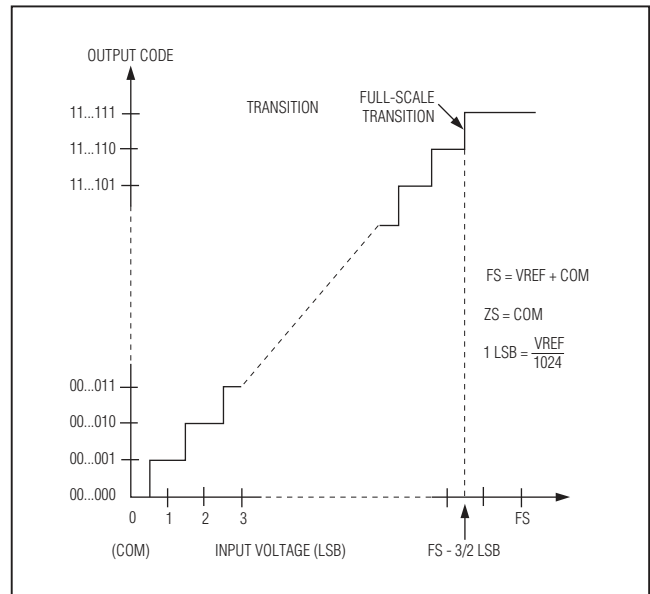 OUTPUT CODE
TRANSITION
FULL-SCALE
TRANSITION
11...111
11...110
11...101
FS = VREF + COM
ZS = COM
1 LSB = VREF
1024
00...011
00...010
00...001
00...000
0 1 2 3 FS
(COM) INPUT VOLTAGE (LSB) FS - 3/2 LSB